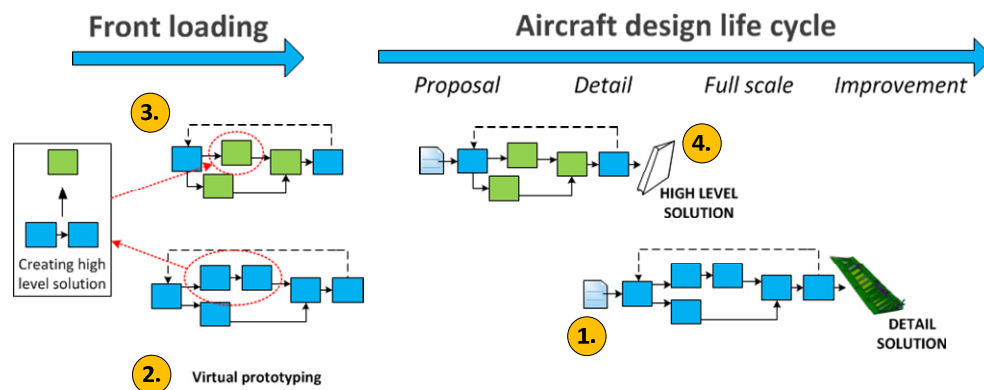 Front loading
Aircraft design life cycle
Proposal
Detail
Full scale
Improvement
3.
4.
HIGH LEVEL
SOLUTION
Creating high
level solution
1.
DETAIL
SOLUTION
2.
Virtual prototyping